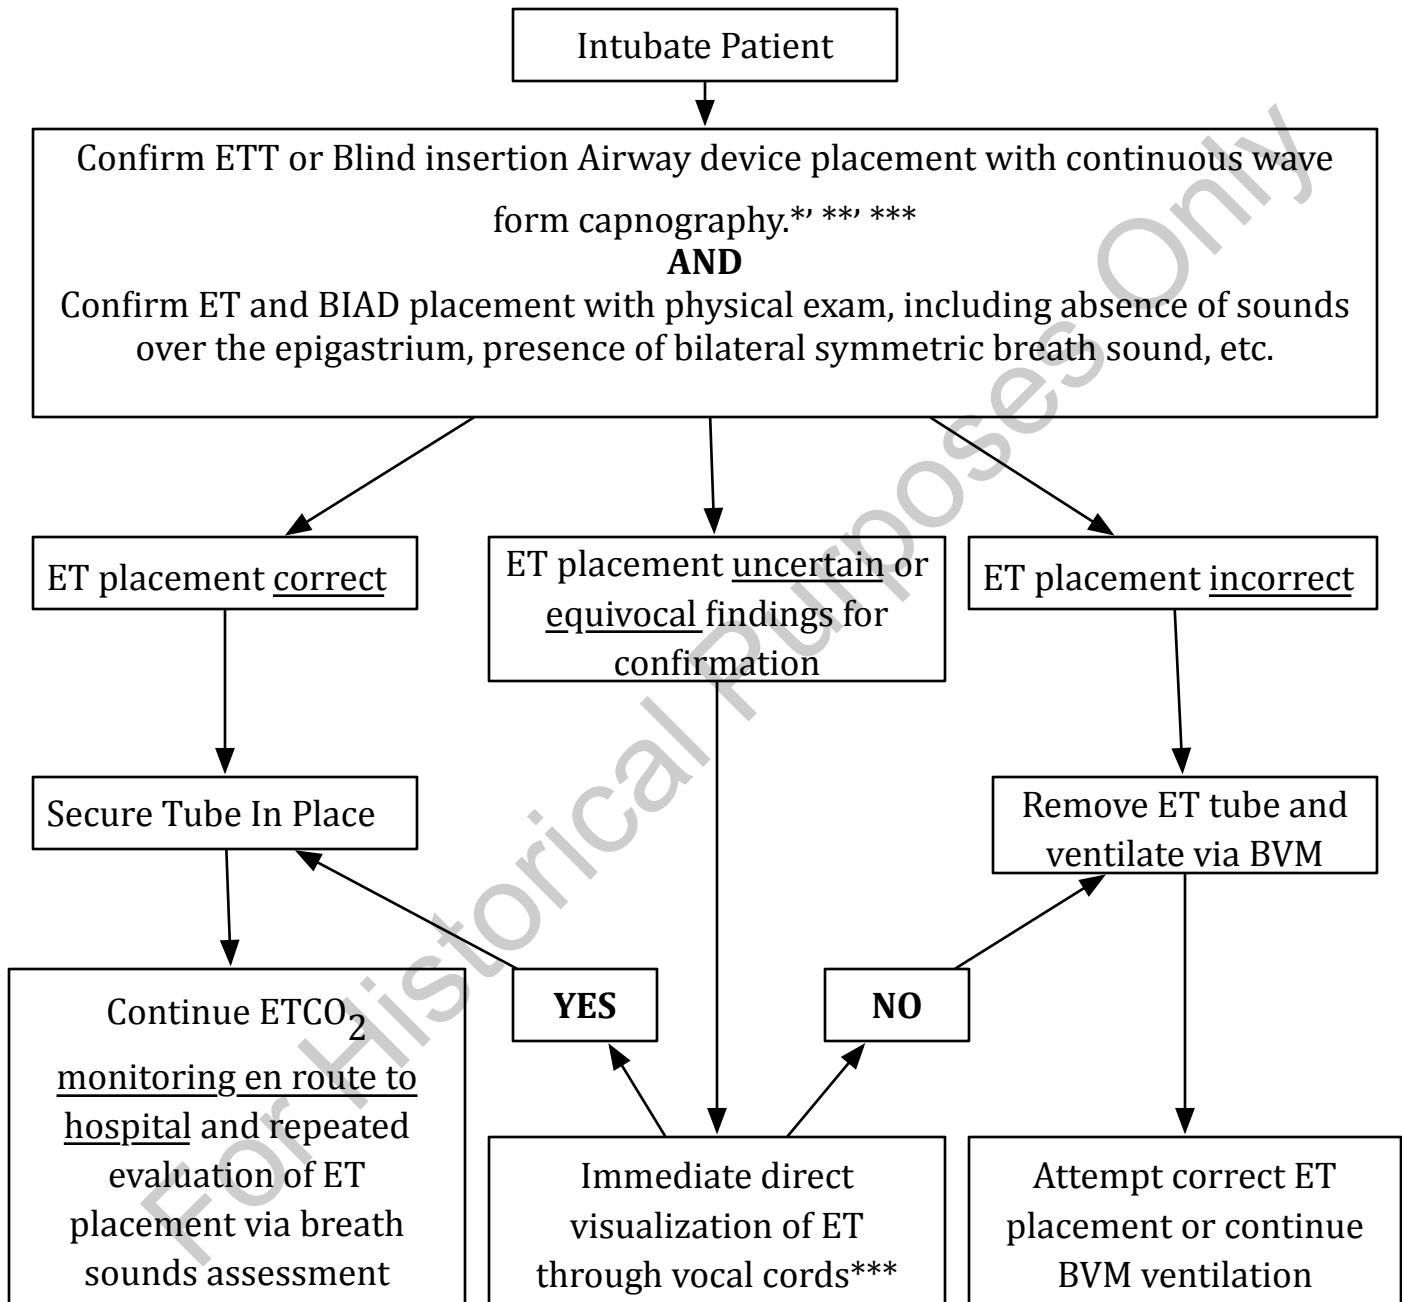 Intubate Patient
Confirm ETT or Blind insertion Airway device placement with continuous wave
form capnography.*’ **’ ***
AND
Confirm ET and BIAD placement with physical exam, including absence of sounds
over the epigastrium, presence of bilateral symmetric breath sound, etc.
ET placement correct
ET placement uncertain or
equivocal findings for
confirmation
ET placement incorrect
Secure Tube In Place
Remove ET tube and
ventilate via BVM
YES
NO
Continue ETCO2
monitoring en route to
hospital and repeated
evaluation of ET
placement via breath
sounds assessment
Immediate direct
visualization of ET
through vocal cords***
Attempt correct ET
placement or continue
BVM ventilation
For Historical Purposes Only